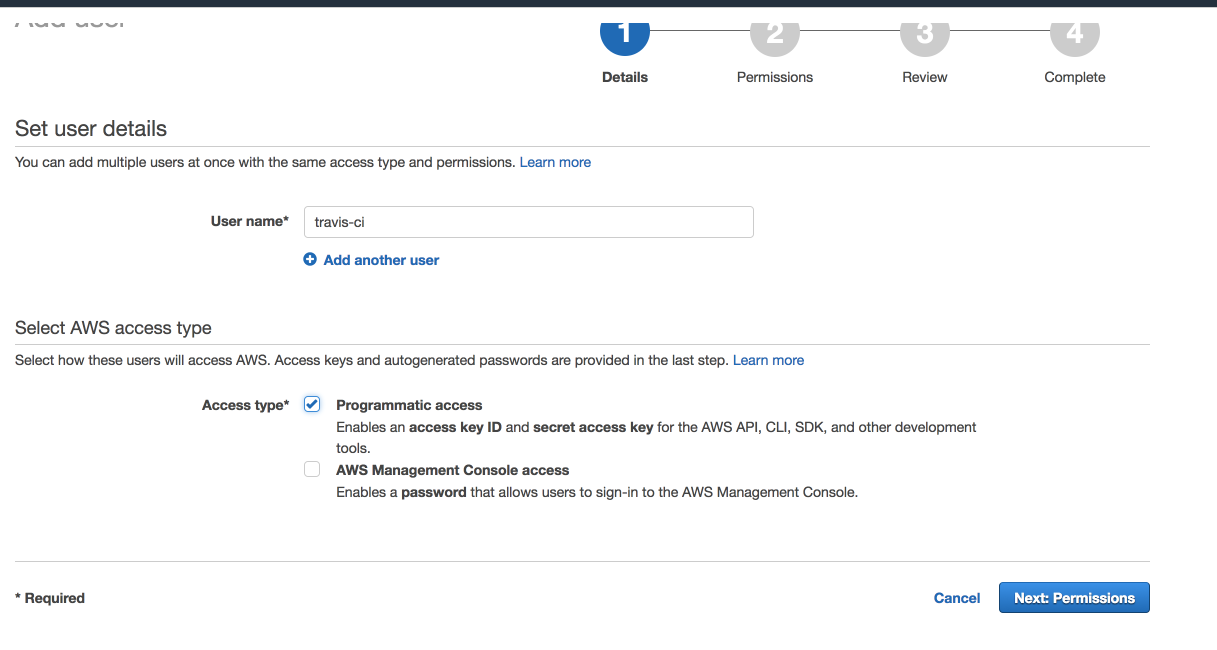 Add user
1 2 3 4
Details Permissions Review Complete
Set user details
You can add multiple users at once with the same access type and permissions. Learn more
User name* travis-ci
Add another user
Select AWS access type
Select how these users will access AWS. Access keys and autogenerated passwords are provided in the last step. Learn more
Access type* Programmatic access
Enables an access key ID and secret access key for the AWS API, CLI, SDK, and other development
tools.
AWS Management Console access
Enables a password that allows users to sign-in to the AWS Management Console.
* Required Cancel Next: Permissions